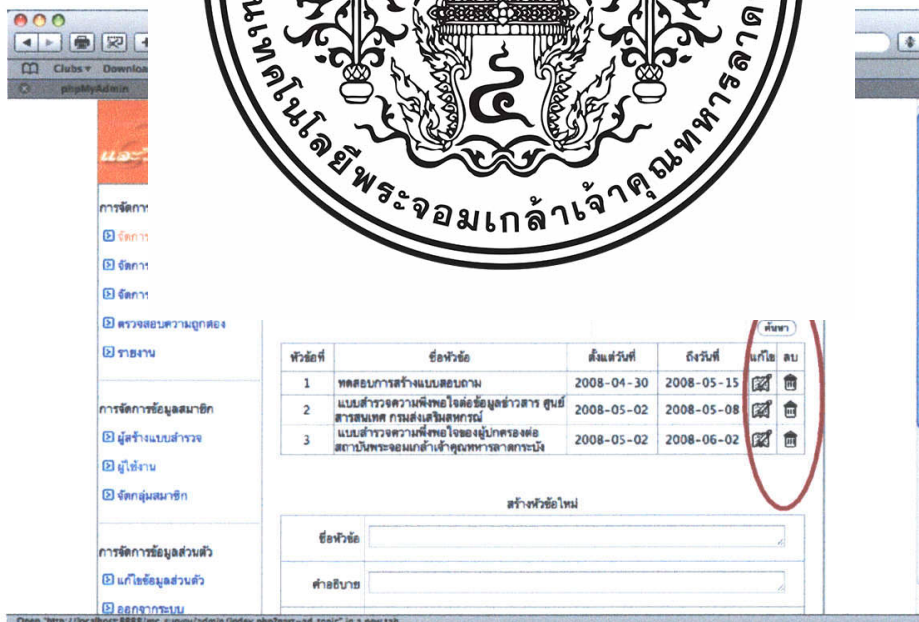 Clubs
phpMyAdmin
และวิ
นเทคโนโลยีพระจอมเกล้าเจ้าคุณทหารลาด
การจัดการ
จัดการ
จัดการ
จัดการ
ตรวจสอบความถูกต้อง
รายงาน
ค้นหา
หัวข้อที่ ชื่อหัวข้อ ตั้งแต่วันที่ ถึงวันที่ แก้ไข ลบ
1 ทดสอบการสร้างแบบสอบถาม 2008-04-30 2008-05-15
2 แบบสำรวจความพึงพอใจต่อข้อมูลข่าวสาร ศูนย์
สารสนเทศ กรมส่งเสริมสหกรณ์ 2008-05-02 2008-05-08
3 แบบสำรวจความพึงพอใจของผู้ปกครองต่อ
สถาบันพระจอมเกล้าเจ้าคุณทหารลาดกระบัง 2008-05-02 2008-06-02
การจัดการข้อมูลสมาชิก
ผู้สร้างแบบสำรวจ
ผู้ใช้งาน
จัดกลุ่มสมาชิก
สร้างหัวข้อใหม่
ชื่อหัวข้อ
คำอธิบาย
การจัดการข้อมูลส่วนตัว
แก้ไขข้อมูลส่วนตัว
ออกจากระบบ